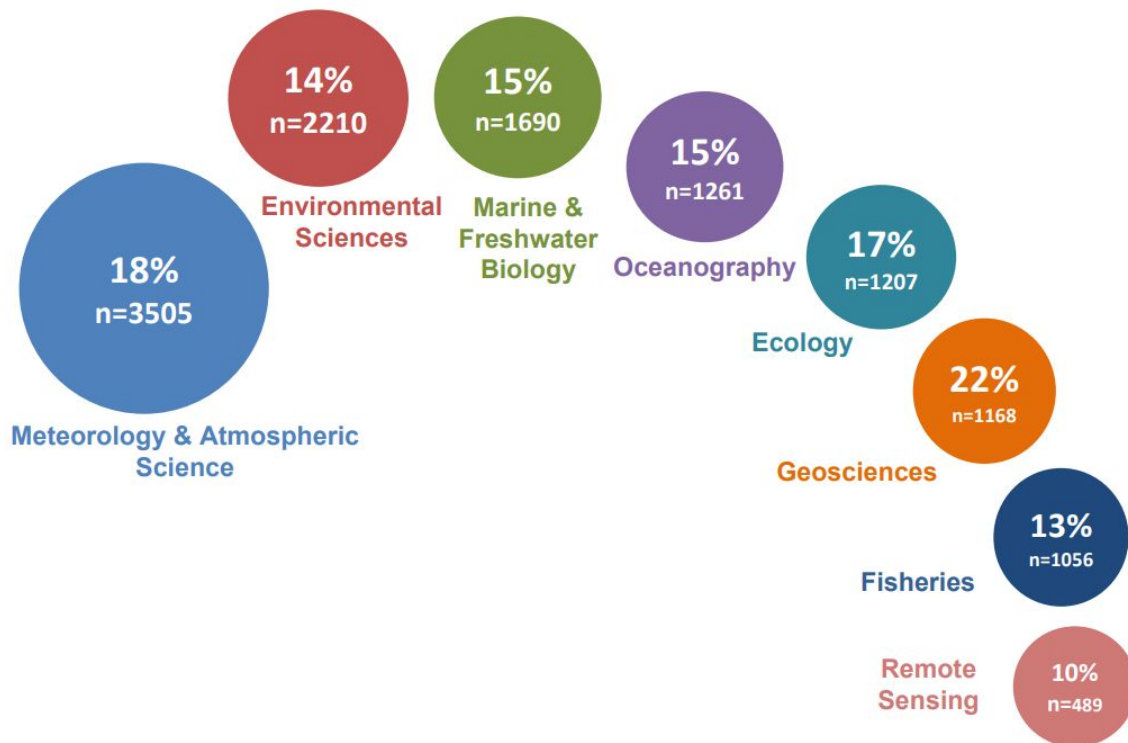 18%
n=3505
Meteorology & Atmospheric
Science
14%
n=2210
Environmental
Sciences
15%
n=1690
Marine &
Freshwater
Biology
15%
n=1261
Oceanography
17%
n=1207
Ecology
22%
n=1168
Geosciences
13%
n=1056
Fisheries
10%
n=489
Remote
Sensing